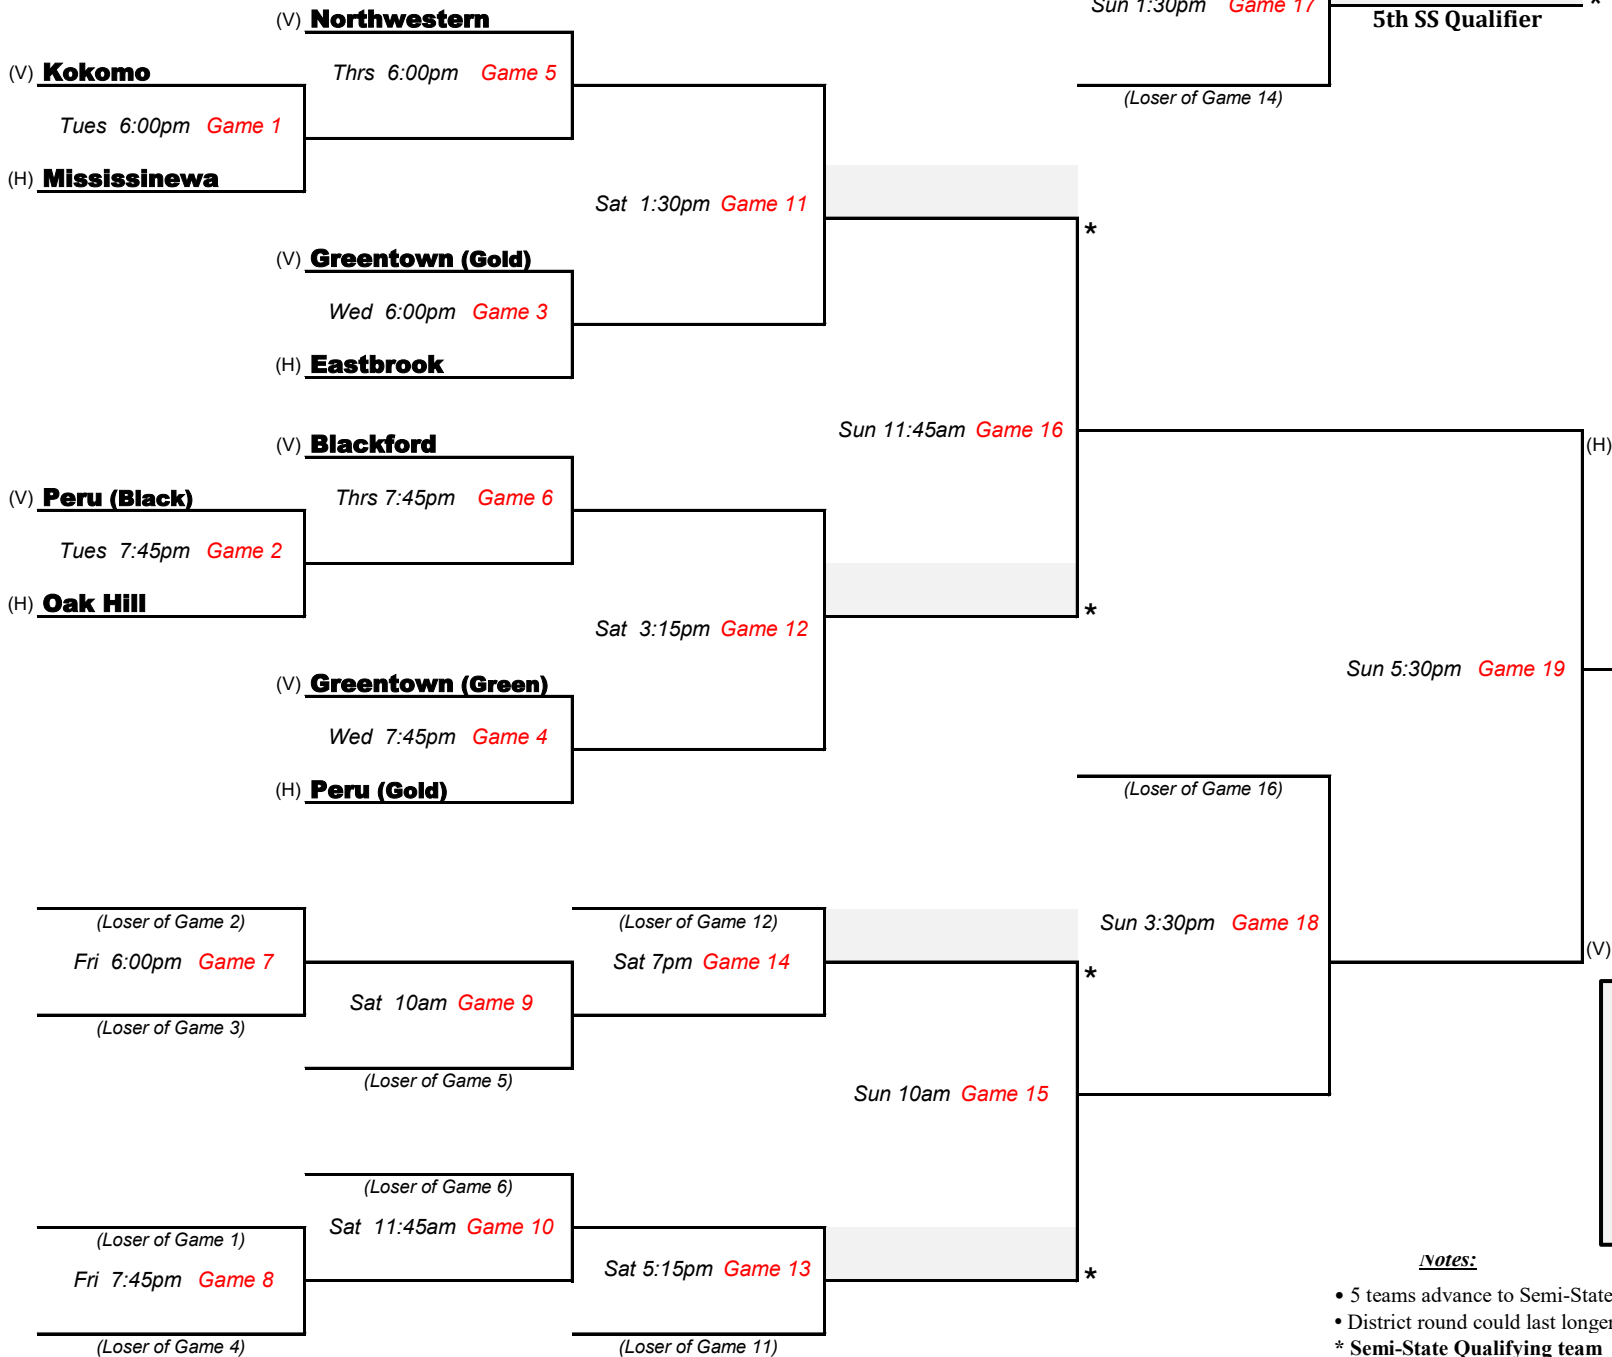 (V) Northwestern
Sun 1:30pm Game 17
*
5th SS Qualifier
(V) Kokomo
Thrs 6:00pm Game 5
(Loser of Game 14)
Tues 6:00pm Game 1
(H) Mississinewa
Sat 1:30pm Game 11
*
(V) Greentown (Gold)
Wed 6:00pm Game 3
(H) Eastbrook
(V) Blackford
Sun 11:45am Game 16
(H)
(V) Peru (Black)
Thrs 7:45pm Game 6
Tues 7:45pm Game 2
(H) Oak Hill
*
Sat 3:15pm Game 12
Sun 5:30pm Game 19
(V) Greentown (Green)
Wed 7:45pm Game 4
(H) Peru (Gold)
(Loser of Game 16)
(Loser of Game 2)
(Loser of Game 12)
Sun 3:30pm Game 18
Fri 6:00pm Game 7
Sat 7pm Game 14
*
(V)
Sat 10am Game 9
(Loser of Game 3)
(Loser of Game 5)
Sun 10am Game 15
(Loser of Game 6)
Sat 11:45am Game 10
(Loser of Game 1)
Fri 7:45pm Game 8
Sat 5:15pm Game 13
*
(Loser of Game 4)
(Loser of Game 11)
Notes:
• 5 teams advance to Semi-State
• District round could last longer
* Semi-State Qualifying team